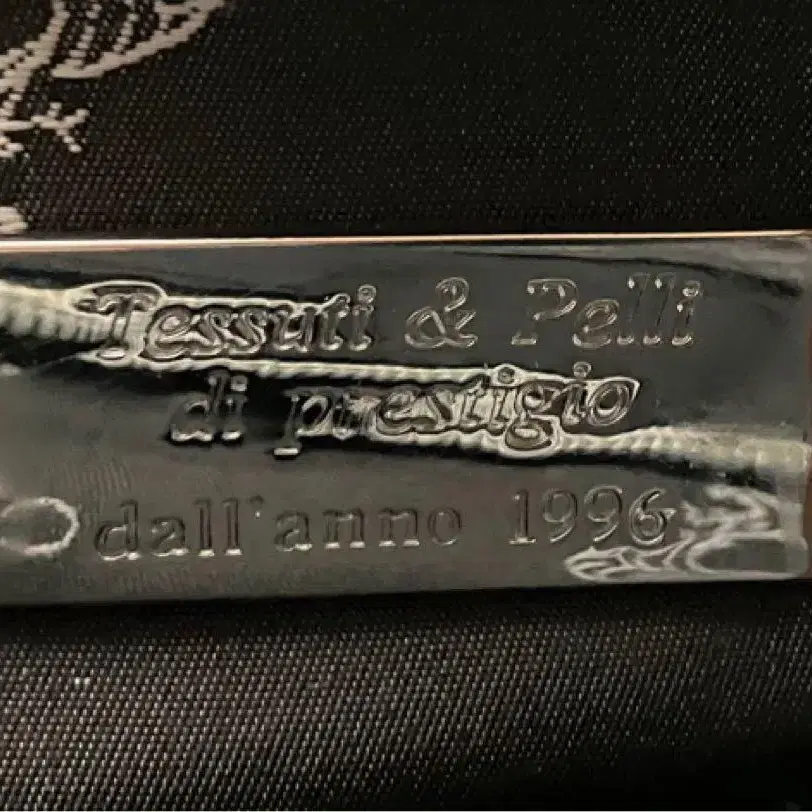 Tessuti & Pelli
di prestigio
dall'anno 1996